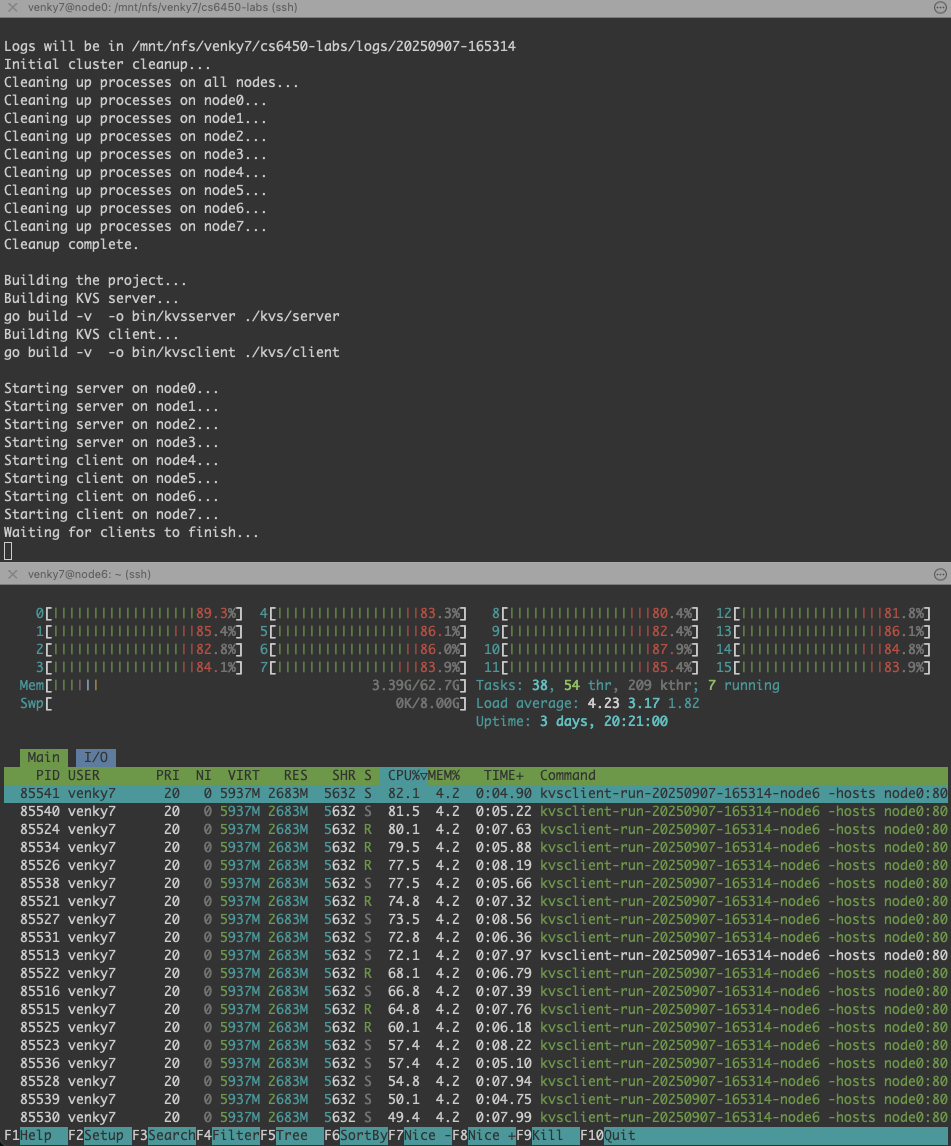 venky7@node0: /mnt/nfs/venky7/cs6450-labs (ssh)
Logs will be in /mnt/nfs/venky7/cs6450-labs/logs/20250907-165314
Initial cluster cleanup...
Cleaning up processes on all nodes...
Cleaning up processes on node0...
Cleaning up processes on node1...
Cleaning up processes on node2...
Cleaning up processes on node3...
Cleaning up processes on node4...
Cleaning up processes on node5...
Cleaning up processes on node6...
Cleaning up processes on node7...
Cleanup complete.
Building the project...
Building KVS server...
go build -v  -o bin/kvsserver ./kvs/server
Building KVS client...
go build -v  -o bin/kvsclient ./kvs/client
Starting server on node0...
Starting server on node1...
Starting server on node2...
Starting server on node3...
Starting client on node4...
Starting client on node5...
Starting client on node6...
Starting client on node7...
Waiting for clients to finish...
venky7@node6: ~ (ssh)
0[||||||||||||||||||89.3%] 4[||||||||||||||||||83.3%] 8[||||||||||||||||||80.4%] 12[||||||||||||||||||81.8%]
1[||||||||||||||||||85.4%] 5[||||||||||||||||||86.1%] 9[||||||||||||||||||82.4%] 13[||||||||||||||||||86.1%]
2[||||||||||||||||||82.8%] 6[||||||||||||||||||86.0%] 10[||||||||||||||||||87.9%] 14[||||||||||||||||||84.8%]
3[||||||||||||||||||84.1%] 7[||||||||||||||||||83.9%] 11[||||||||||||||||||85.4%] 15[||||||||||||||||||83.9%]
Mem[|||||| 3.39G/62.7G] Tasks: 38, 54 thr, 209 kthr; 7 running
Swp[ 0K/8.00G] Load average: 4.23 3.17 1.82
Uptime: 3 days, 20:21:00
Main I/O
PID USER PRI NI VIRT RES SHR S CPU%▽MEM% TIME+ Command
85541 venky7 20 0 5937M 2683M 5632 S 82.1 4.2 0:04.90 kvsclient-run-20250907-165314-node6 -hosts node0:80
85540 venky7 20 0 5937M 2683M 5632 S 81.5 4.2 0:05.22 kvsclient-run-20250907-165314-node6 -hosts node0:80
85524 venky7 20 0 5937M 2683M 5632 R 80.1 4.2 0:07.63 kvsclient-run-20250907-165314-node6 -hosts node0:80
85534 venky7 20 0 5937M 2683M 5632 R 79.5 4.2 0:05.88 kvsclient-run-20250907-165314-node6 -hosts node0:80
85526 venky7 20 0 5937M 2683M 5632 R 77.5 4.2 0:08.19 kvsclient-run-20250907-165314-node6 -hosts node0:80
85538 venky7 20 0 5937M 2683M 5632 S 77.5 4.2 0:05.66 kvsclient-run-20250907-165314-node6 -hosts node0:80
85521 venky7 20 0 5937M 2683M 5632 R 74.8 4.2 0:07.32 kvsclient-run-20250907-165314-node6 -hosts node0:80
85527 venky7 20 0 5937M 2683M 5632 S 73.5 4.2 0:08.56 kvsclient-run-20250907-165314-node6 -hosts node0:80
85531 venky7 20 0 5937M 2683M 5632 S 72.8 4.2 0:06.36 kvsclient-run-20250907-165314-node6 -hosts node0:80
85513 venky7 20 0 5937M 2683M 5632 S 72.1 4.2 0:07.97 kvsclient-run-20250907-165314-node6 -hosts node0:80
85522 venky7 20 0 5937M 2683M 5632 R 68.1 4.2 0:06.79 kvsclient-run-20250907-165314-node6 -hosts node0:80
85516 venky7 20 0 5937M 2683M 5632 S 66.8 4.2 0:07.39 kvsclient-run-20250907-165314-node6 -hosts node0:80
85515 venky7 20 0 5937M 2683M 5632 R 64.8 4.2 0:07.76 kvsclient-run-20250907-165314-node6 -hosts node0:80
85525 venky7 20 0 5937M 2683M 5632 R 60.1 4.2 0:06.18 kvsclient-run-20250907-165314-node6 -hosts node0:80
85523 venky7 20 0 5937M 2683M 5632 S 57.4 4.2 0:08.22 kvsclient-run-20250907-165314-node6 -hosts node0:80
85536 venky7 20 0 5937M 2683M 5632 S 57.4 4.2 0:05.10 kvsclient-run-20250907-165314-node6 -hosts node0:80
85528 venky7 20 0 5937M 2683M 5632 S 54.8 4.2 0:07.94 kvsclient-run-20250907-165314-node6 -hosts node0:80
85539 venky7 20 0 5937M 2683M 5632 S 50.1 4.2 0:04.75 kvsclient-run-20250907-165314-node6 -hosts node0:80
85530 venky7 20 0 5937M 2683M 5632 S 49.4 4.2 0:07.99 kvsclient-run-20250907-165314-node6 -hosts node0:80
F1Help F2Setup F3SearchF4FilterF5Tree F6SortByF7Nice -F8Nice +F9Kill F10Quit